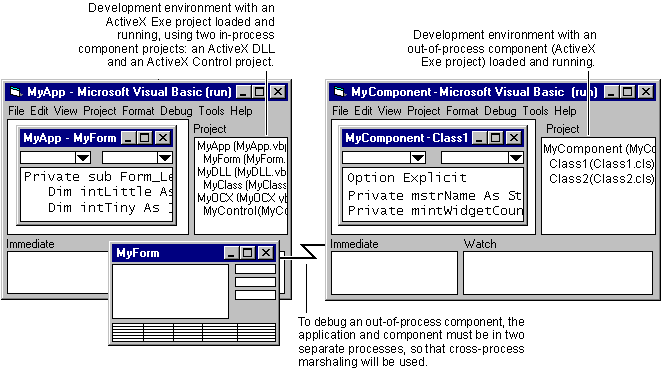 Development environment with an
ActiveX Exe project loaded and
running, using two in-process
component projects: an ActiveX DLL
and an ActiveX Control project.
Development environment with an
out-of-process component (ActiveX
Exe project) loaded and running.
MyApp - Microsoft Visual Basic (run)
File Edit View Project Format Debug Tools Help
MyApp - MyForm
Private sub Form_Le
Dim intLittle As
Dim intTiny As I
Project
MyApp (MyApp.vbp
MyForm (MyForm.
MyDLL (MyDLL.vb
MyClass (MyClass
MyOCX (MyOCX vb
MyControl(MyCo
Immediate
MyForm
MyComponent - Microsoft Visual Basic (run)
File Edit View Project Format Debug Tools Help
MyComponent - Class1
Option Explicit
Private mstrName As St
Private mintWidgetCoun
Project
MyComponent (MyCo
Class1(Class1.cls)
Class2(Class2.cls)
Immediate
Watch
To debug an out-of-process component, the
application and component must be in two
separate processes, so that cross-process
marshaling will be used.